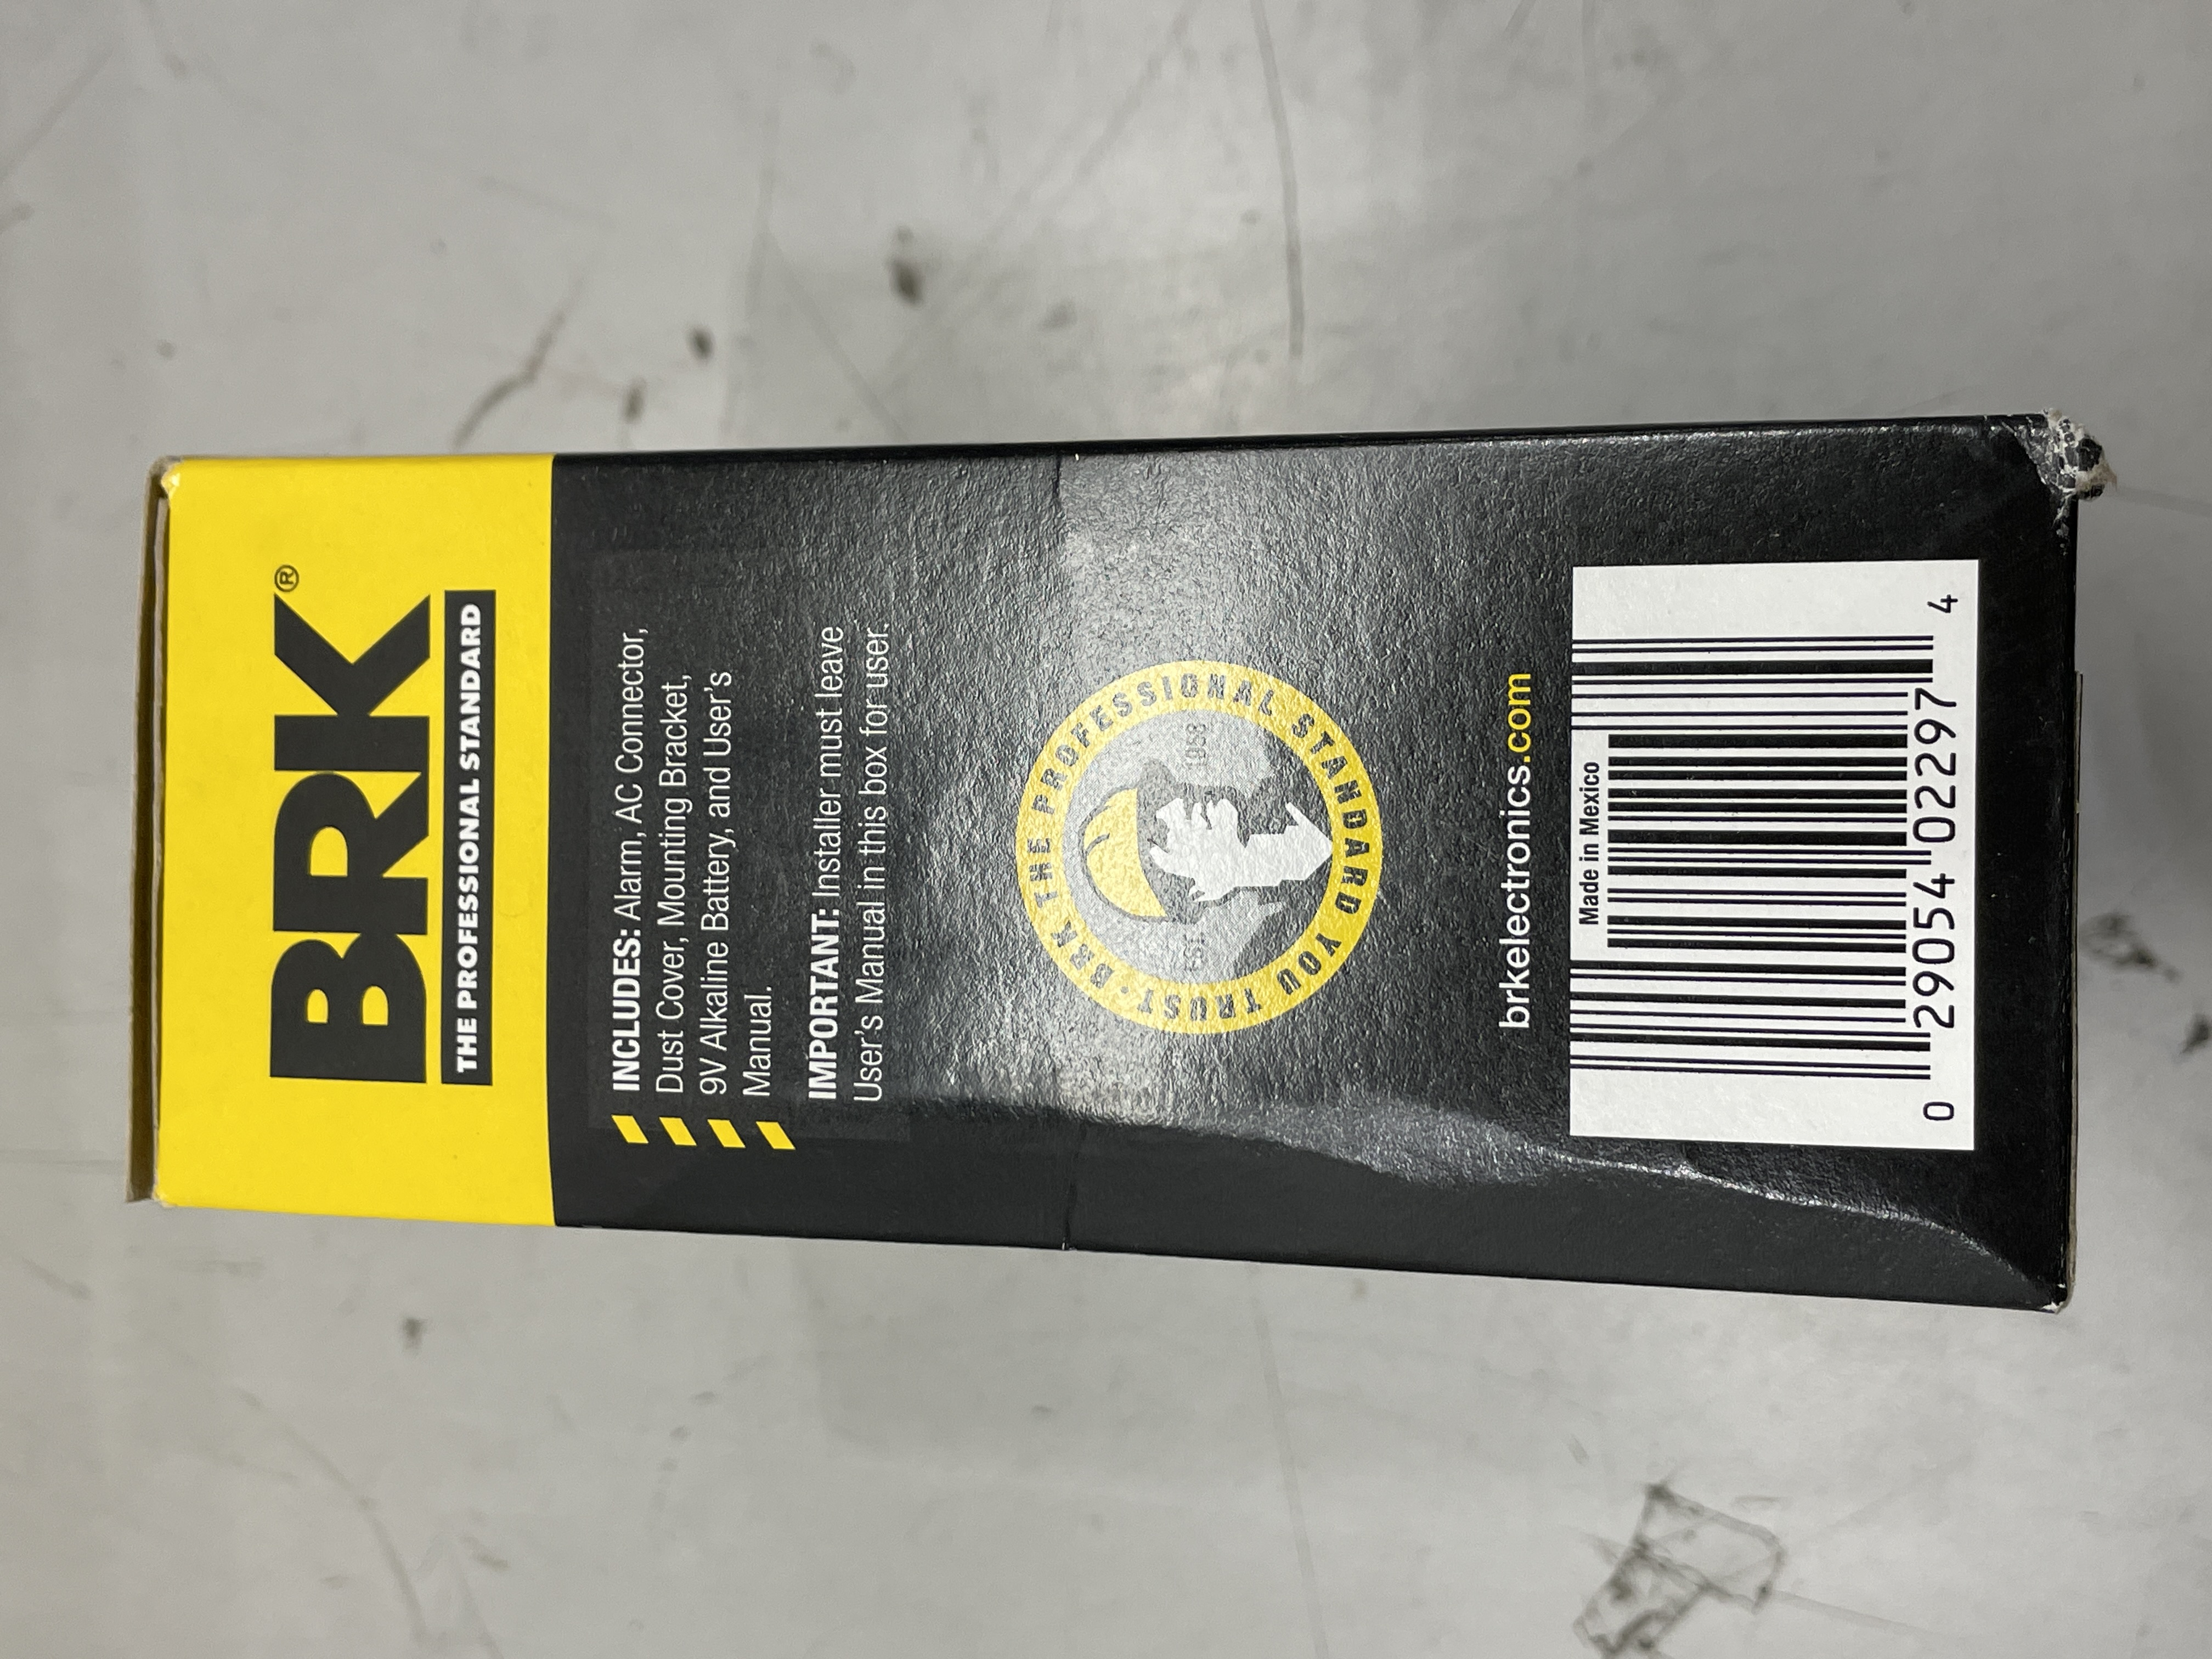 BRK®
THE PROFESSIONAL STANDARD
INCLUDES: Alarm, AC Connector,
Dust Cover, Mounting Bracket,
9V Alkaline Battery, and User's
Manual.
IMPORTANT: Installer must leave
User's Manual in this box for user.
BRK THE PROFESSIONAL STANDARD YOU TRUST •
EST. 1958
brkelectronics.com
Made in Mexico
0 29054 02297 4